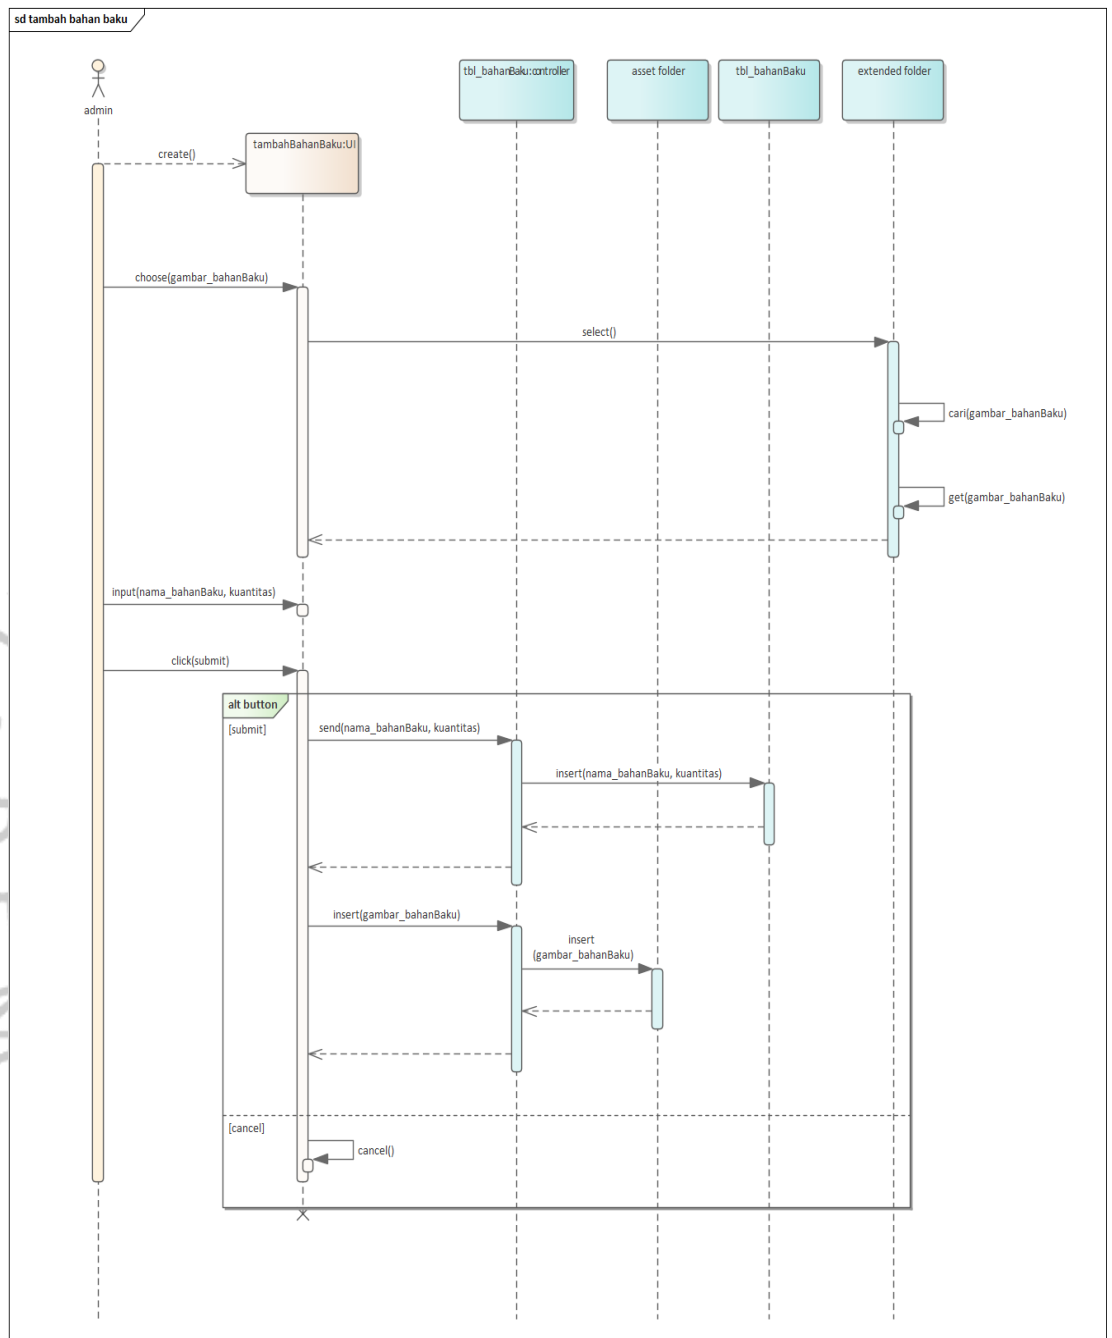 sd tambah bahan baku
admin
tambahBahanBaku:UI
tbl_bahanBaku:controller
asset folder
tbl_bahanBaku
extended folder
create()
choose(gambar_bahanBaku)
select()
cari(gambar_bahanBaku)
get(gambar_bahanBaku)
input(nama_bahanBaku, kuantitas)
click(submit)
alt button
[submit]
send(nama_bahanBaku, kuantitas)
insert(nama_bahanBaku, kuantitas)
insert(gambar_bahanBaku)
insert
(gambar_bahanBaku)
[cancel]
cancel()